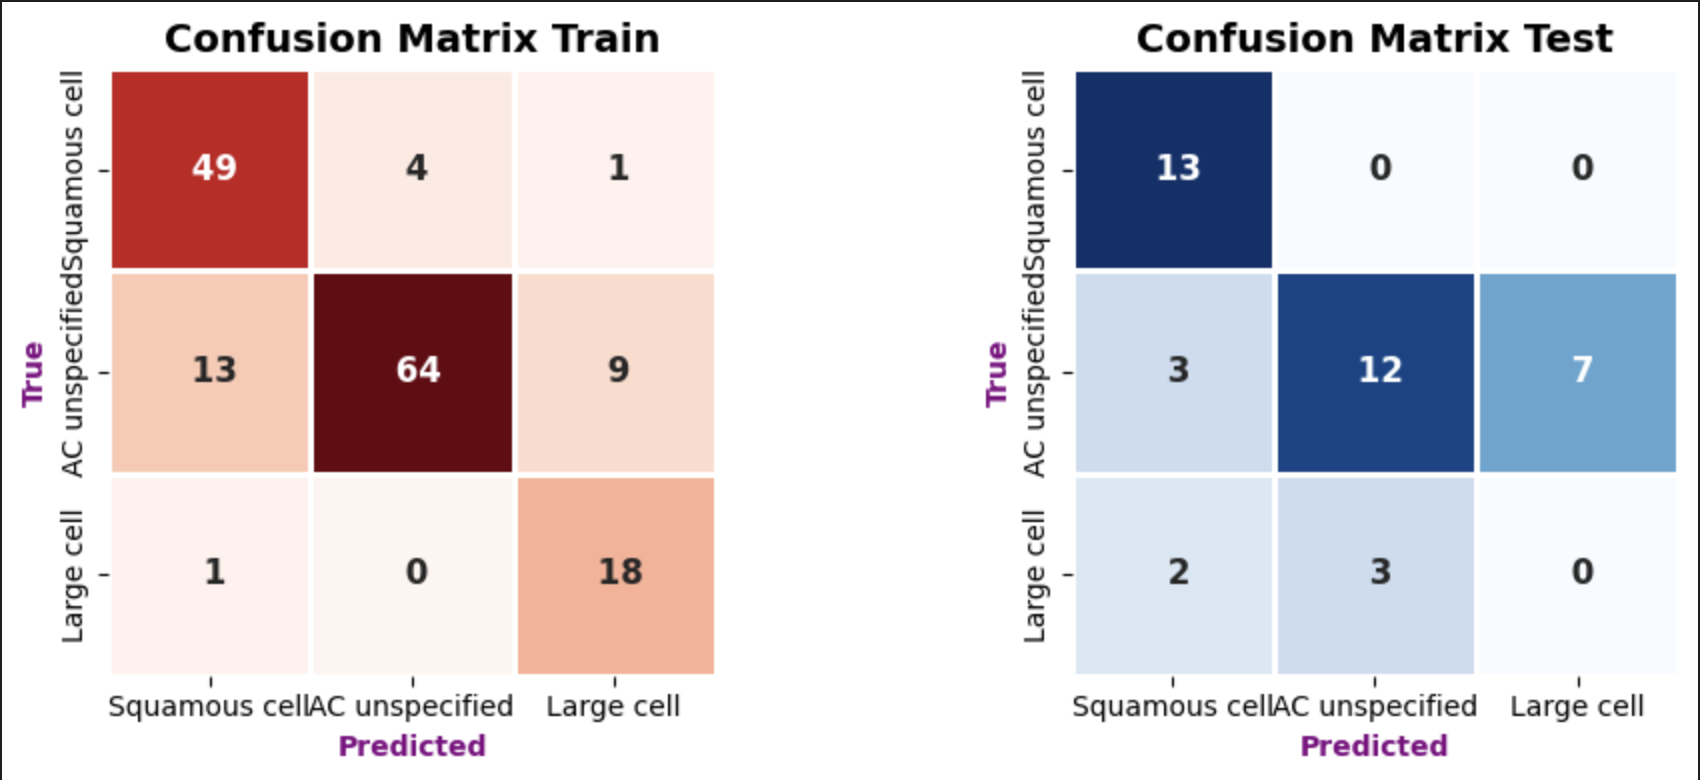 Confusion Matrix Train
True
Squamous cell
49 4 1
AC unspecified
13 64 9
Large cell
1 0 18
Squamous cell AC unspecified Large cell
Predicted
Confusion Matrix Test
True
Squamous cell
13 0 0
AC unspecified
3 12 7
Large cell
2 3 0
Squamous cell AC unspecified Large cell
Predicted